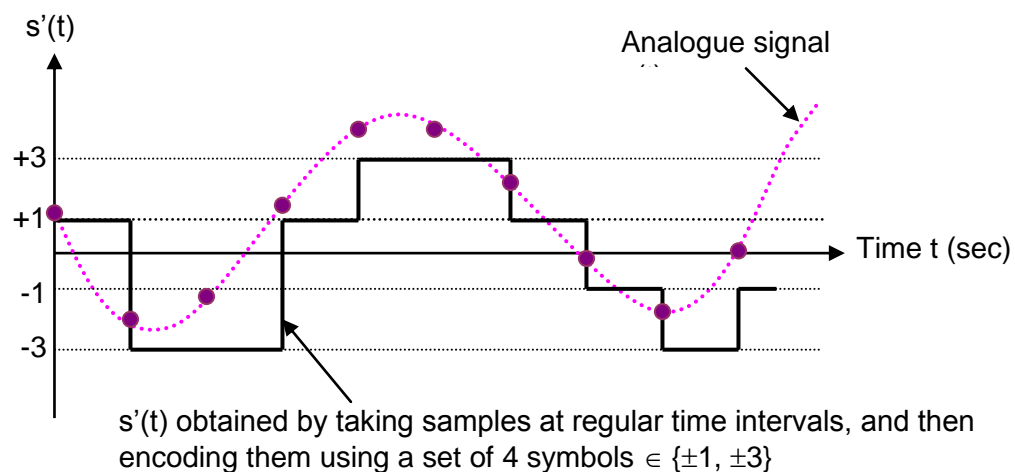 s’(t)
Analogue signal
+3
+1
Time t (sec)
-1
-3
s’(t) obtained by taking samples at regular time intervals, and then
encoding them using a set of 4 symbols ∈ {±1, ±3}